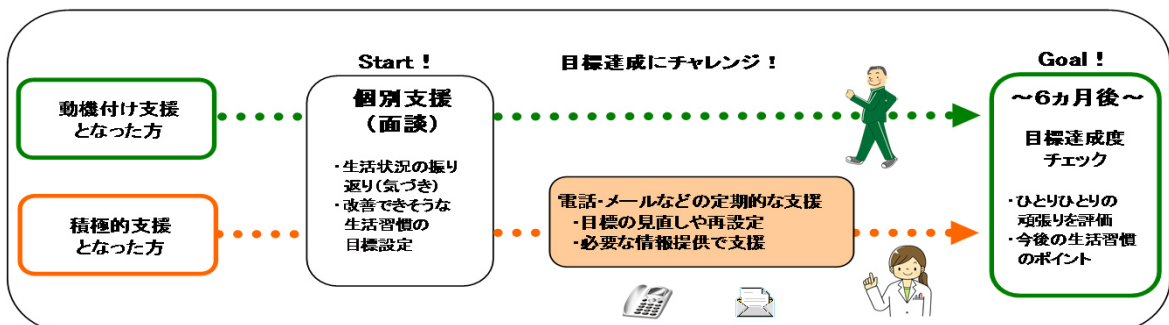 Start！
目標達成にチャレンジ！
Goal！
動機付け支援
となった方
積極的支援
となった方
個別支援
（面談）
・生活状況の振り
返り（気づき）
・改善できそうな
生活習慣の
目標設定
電話・メールなどの定期的な支援
・目標の見直しや再設定
・必要な情報提供で支援
～6ヵ月後～
目標達成度
チェック
・ひとりひとりの
頑張りを評価
・今後の生活習慣
のポイント